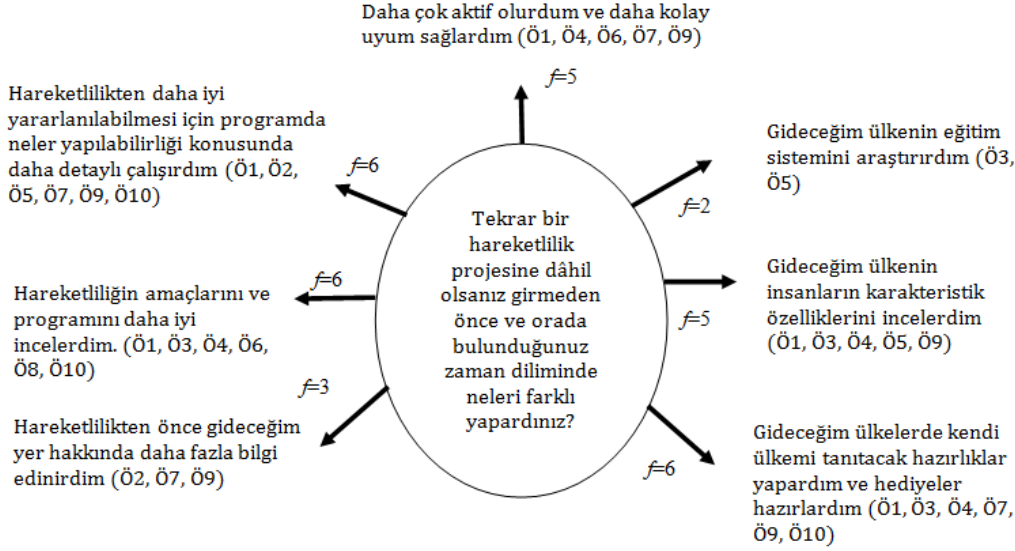 Daha çok aktif olurdum ve daha kolay
uyum sağlardım (Ö1, Ö4, Ö6, Ö7, Ö9)
f=5
Hareketlilikten daha iyi
yararlanılabilmesi için programda
neler yapılabilirliği konusunda
daha detaylı çalışırdım (Ö1, Ö2,
Ö5, Ö7, Ö9, Ö10)
f=6
Gideceğim ülkenin eğitim
sistemini araştırırdım (Ö3,
Ö5)
f=2
Tekrar bir
hareketlilik
projesine dâhil
olsanız girmeden
önce ve orada
bulunduğunuz
zaman diliminde
neleri farklı
yapardınız?
Hareketliliğin amaçlarını ve
programını daha iyi
incelerdim. (Ö1, Ö3, Ö4, Ö6,
Ö8, Ö10)
f=6
Gideceğim ülkenin
insanların karakteristik
özelliklerini incelerdim
(Ö1, Ö3, Ö4, Ö5, Ö9)
f=5
Hareketlilikten önce gideceğim
yer hakkında daha fazla bilgi
edinirdim (Ö2, Ö7, Ö9)
f=3
Gideceğim ülkelerde kendi
ülkemi tanıtacak hazırlıklar
yapardım ve hediyeler
hazırlardım (Ö1, Ö3, Ö4, Ö7,
Ö9, Ö10)
f=6